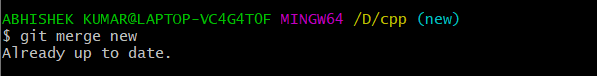 ABHISHEK KUMAR@LAPTOP-VC4G4T0F MINGW64 /D/cpp (new)
$ git merge new
Already up to date.